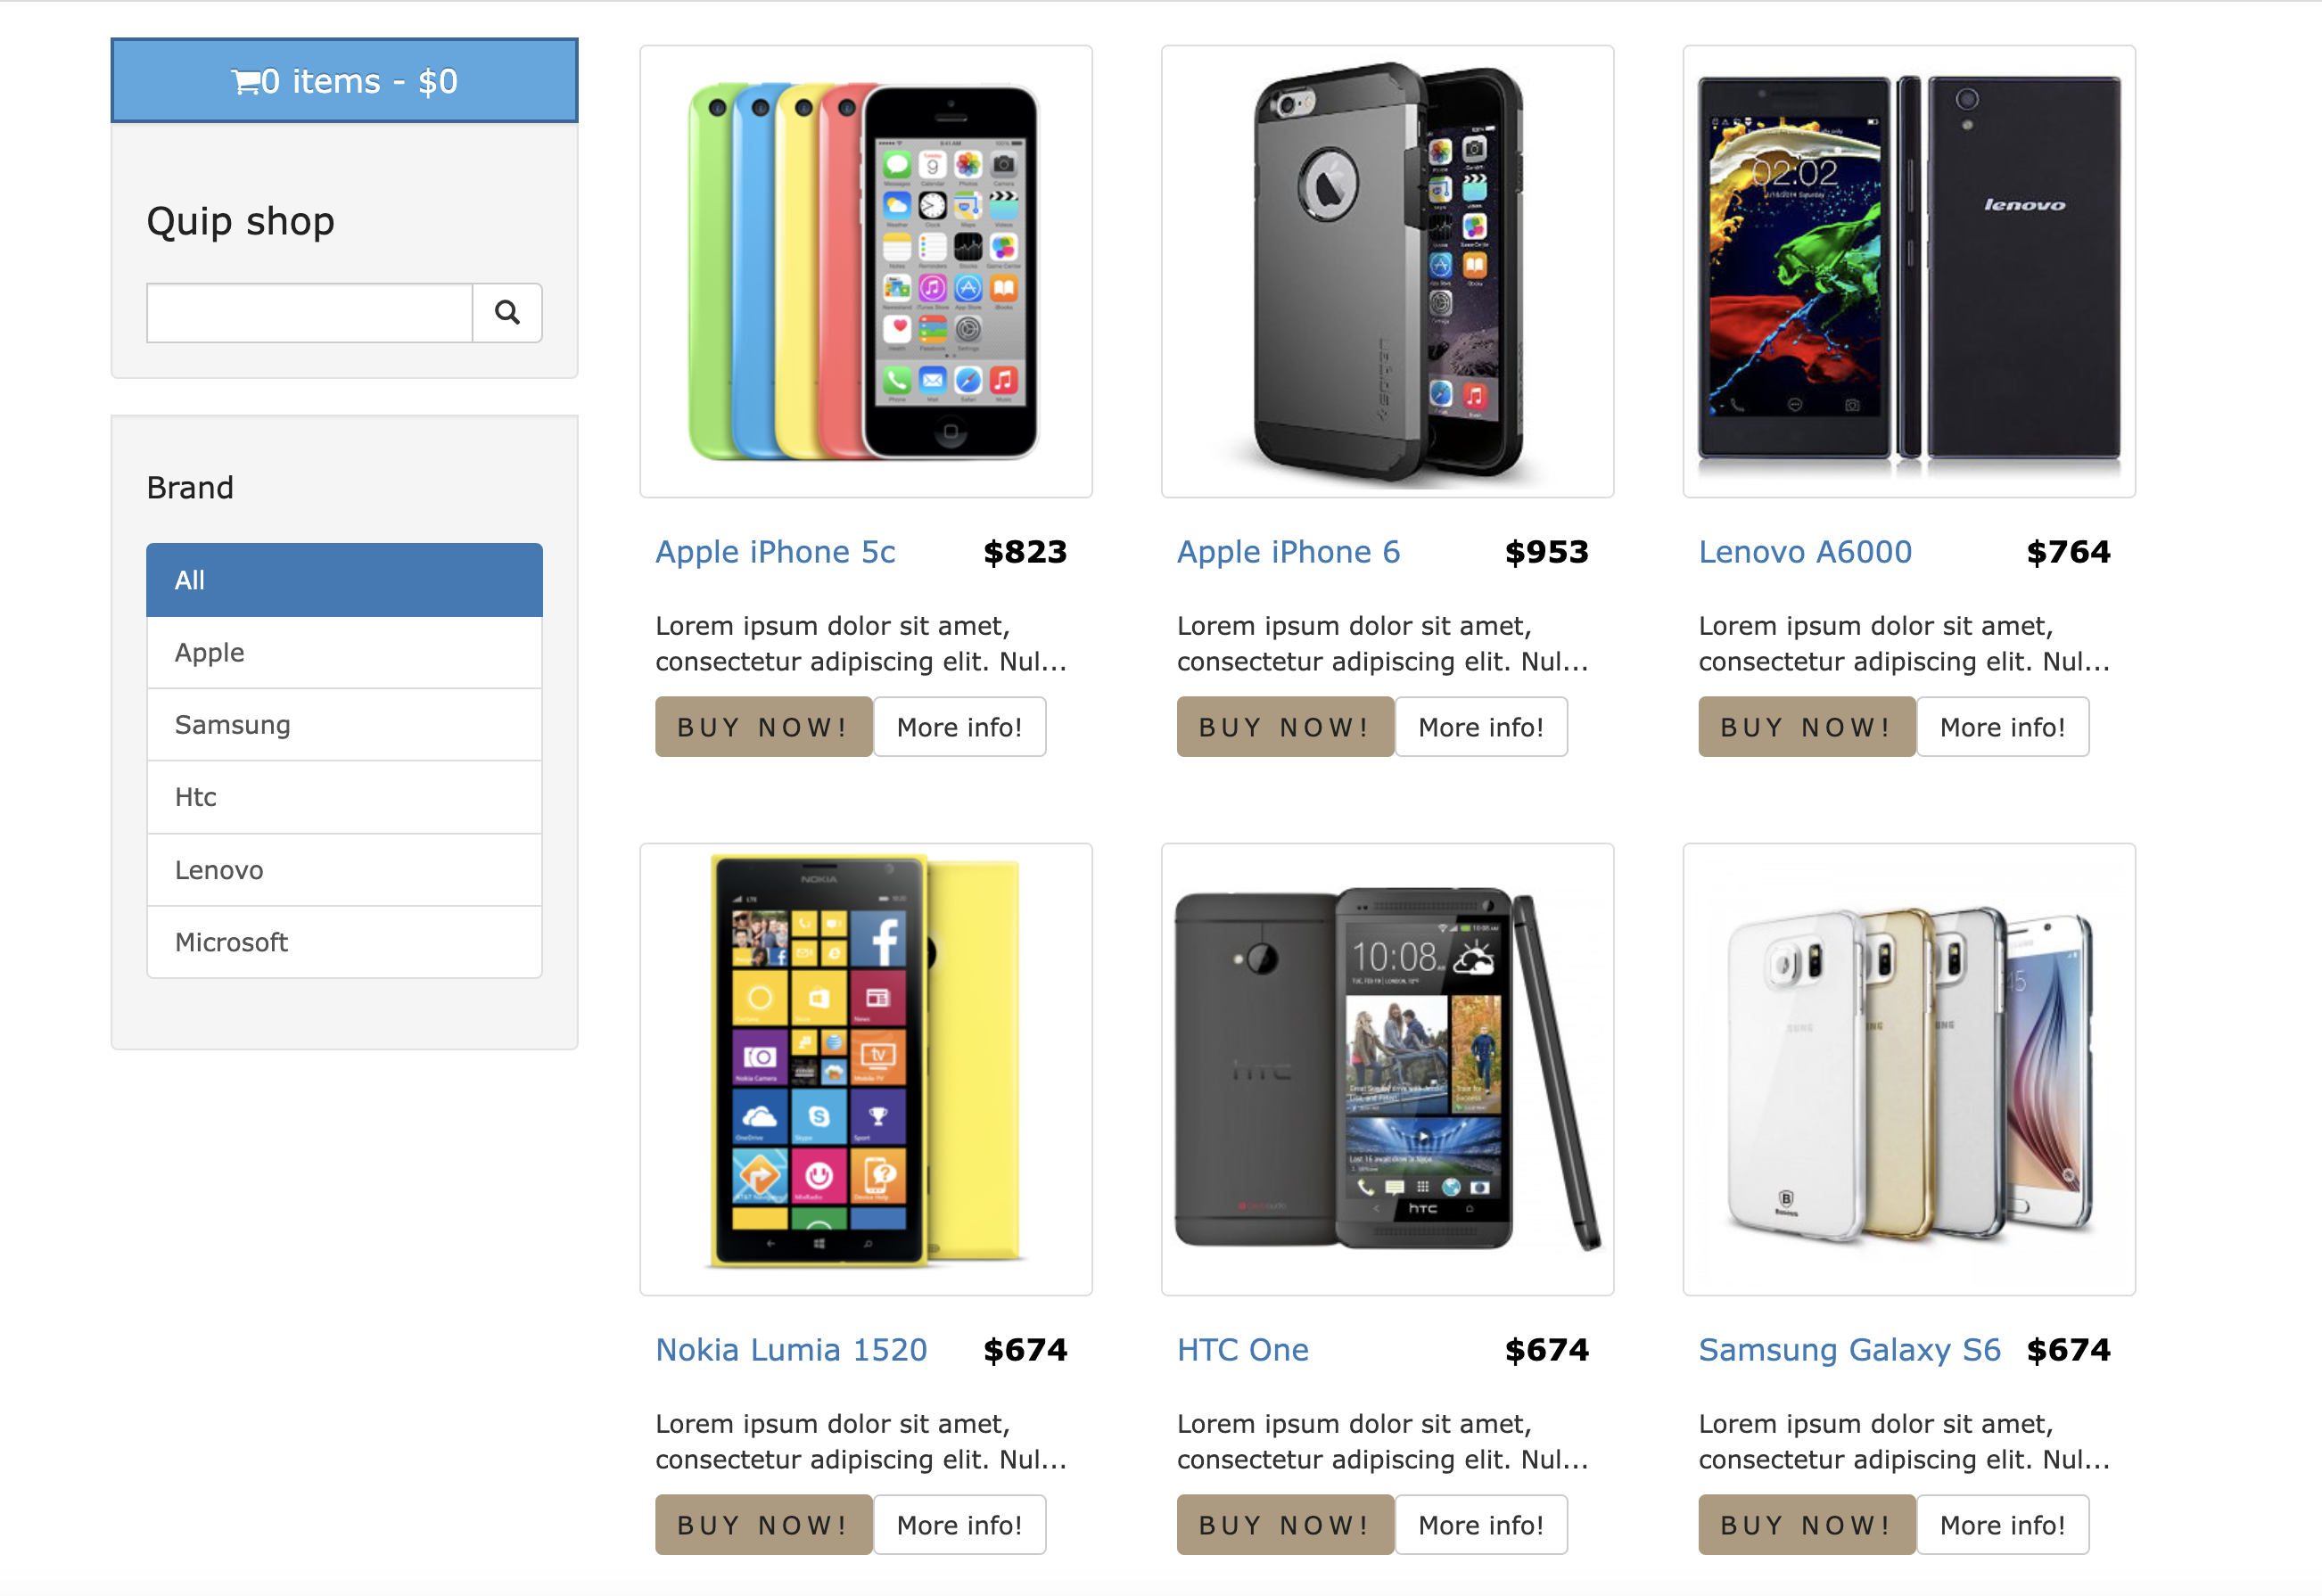 0 items - $0
Quip shop
Brand
All
Apple
Samsung
Htc
Lenovo
Microsoft
Apple iPhone 5c $823
Lorem ipsum dolor sit amet,
consectetur adipiscing elit. Nul...
BUY NOW! More info!
spigen
Apple iPhone 6 $953
Lorem ipsum dolor sit amet,
consectetur adipiscing elit. Nul...
BUY NOW! More info!
02:02
lenovo
Lenovo A6000 $764
Lorem ipsum dolor sit amet,
consectetur adipiscing elit. Nul...
BUY NOW! More info!
NOKIA
tv
Nokia Lumia 1520 $674
Lorem ipsum dolor sit amet,
consectetur adipiscing elit. Nul...
BUY NOW! More info!
10:08
hTC
hTC
HTC One $674
Lorem ipsum dolor sit amet,
consectetur adipiscing elit. Nul...
BUY NOW! More info!
Samsung Galaxy S6 $674
Lorem ipsum dolor sit amet,
consectetur adipiscing elit. Nul...
BUY NOW! More info!